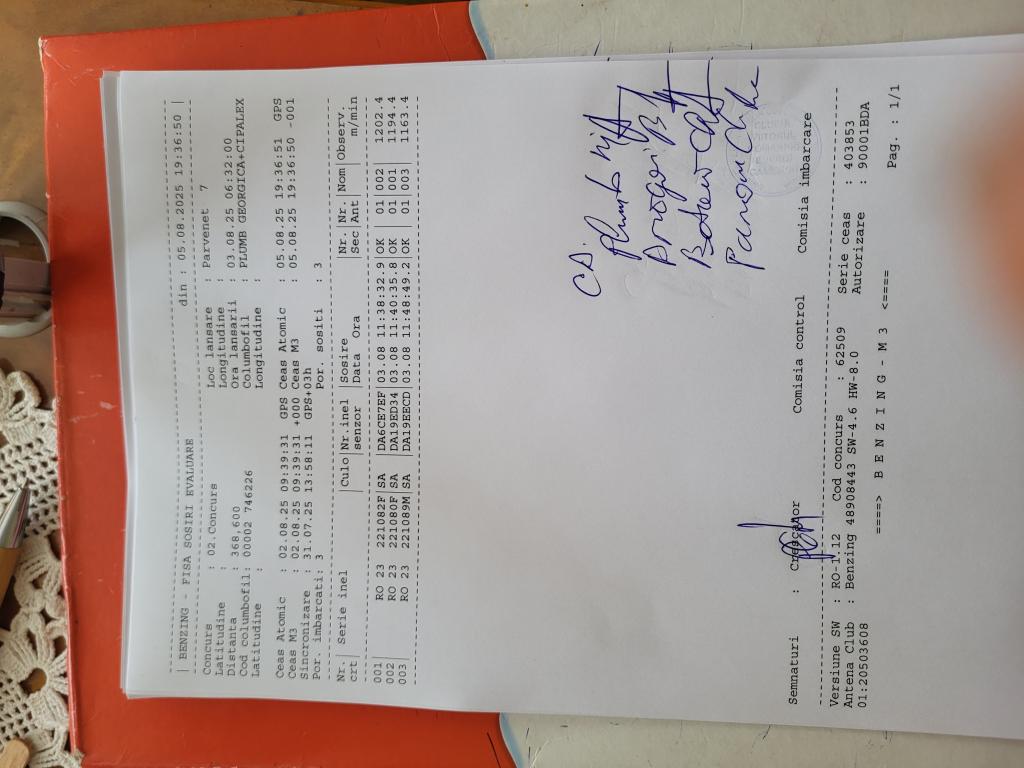 | BENZING - FISA SOSIRI EVALUARE din : 05.08.2025 19:36:50 |
Concurs : 02.Concurs Loc lansare : Parvenet 7
Latitudine : Longitudine :
Distanta : 368,600 Ora lansarii : 03.08.25 06:32:00
Cod columbofil: 00002 746226 Columbofil : PLUMB GEORGICA+CIPALEX
Latitudine : Longitudine :
Ceas Atomic : 02.08.25 09:39:31 GPS Ceas Atomic : 05.08.25 19:36:51 GPS
Ceas M3 : 02.08.25 09:39:31 +000 Ceas M3 : 05.08.25 19:36:50 -001
Sincronizare : 31.07.25 13:58:11 GPS+03h
Por. imbarcati: 3 Por. sositi : 3
Nr.| Serie inel |Culo|Nr.inel |Sosire |Nr.|Nr. |Nom|Observ.
crt| senzor |Data Ora |Sec|Ant | m/min
001| RO 23 221082F|SA |DA6CE7EF|03.08 11:38:32.9|OK |01|002| 1202.4
002| RO 23 221080F|SA |DA19ED34|03.08 11:40:35.8|OK |01|001| 1194.4
003| RO 23 221089M|SA |DA19EECD|03.08 11:48:49.2|OK |01|003| 1163.4
Semnaturi : Crescator Comisia control Comisia imbarcare
Versiune SW : RO-1.12 Cod concurs : 62509 Serie ceas : 403853
Antena Club : Benzing 48908443 SW-4.6 HW-8.0 Autorizare : 90001BDA
01:20503608
====> B E N Z I N G - M 3 <====
Pag. : 1/1